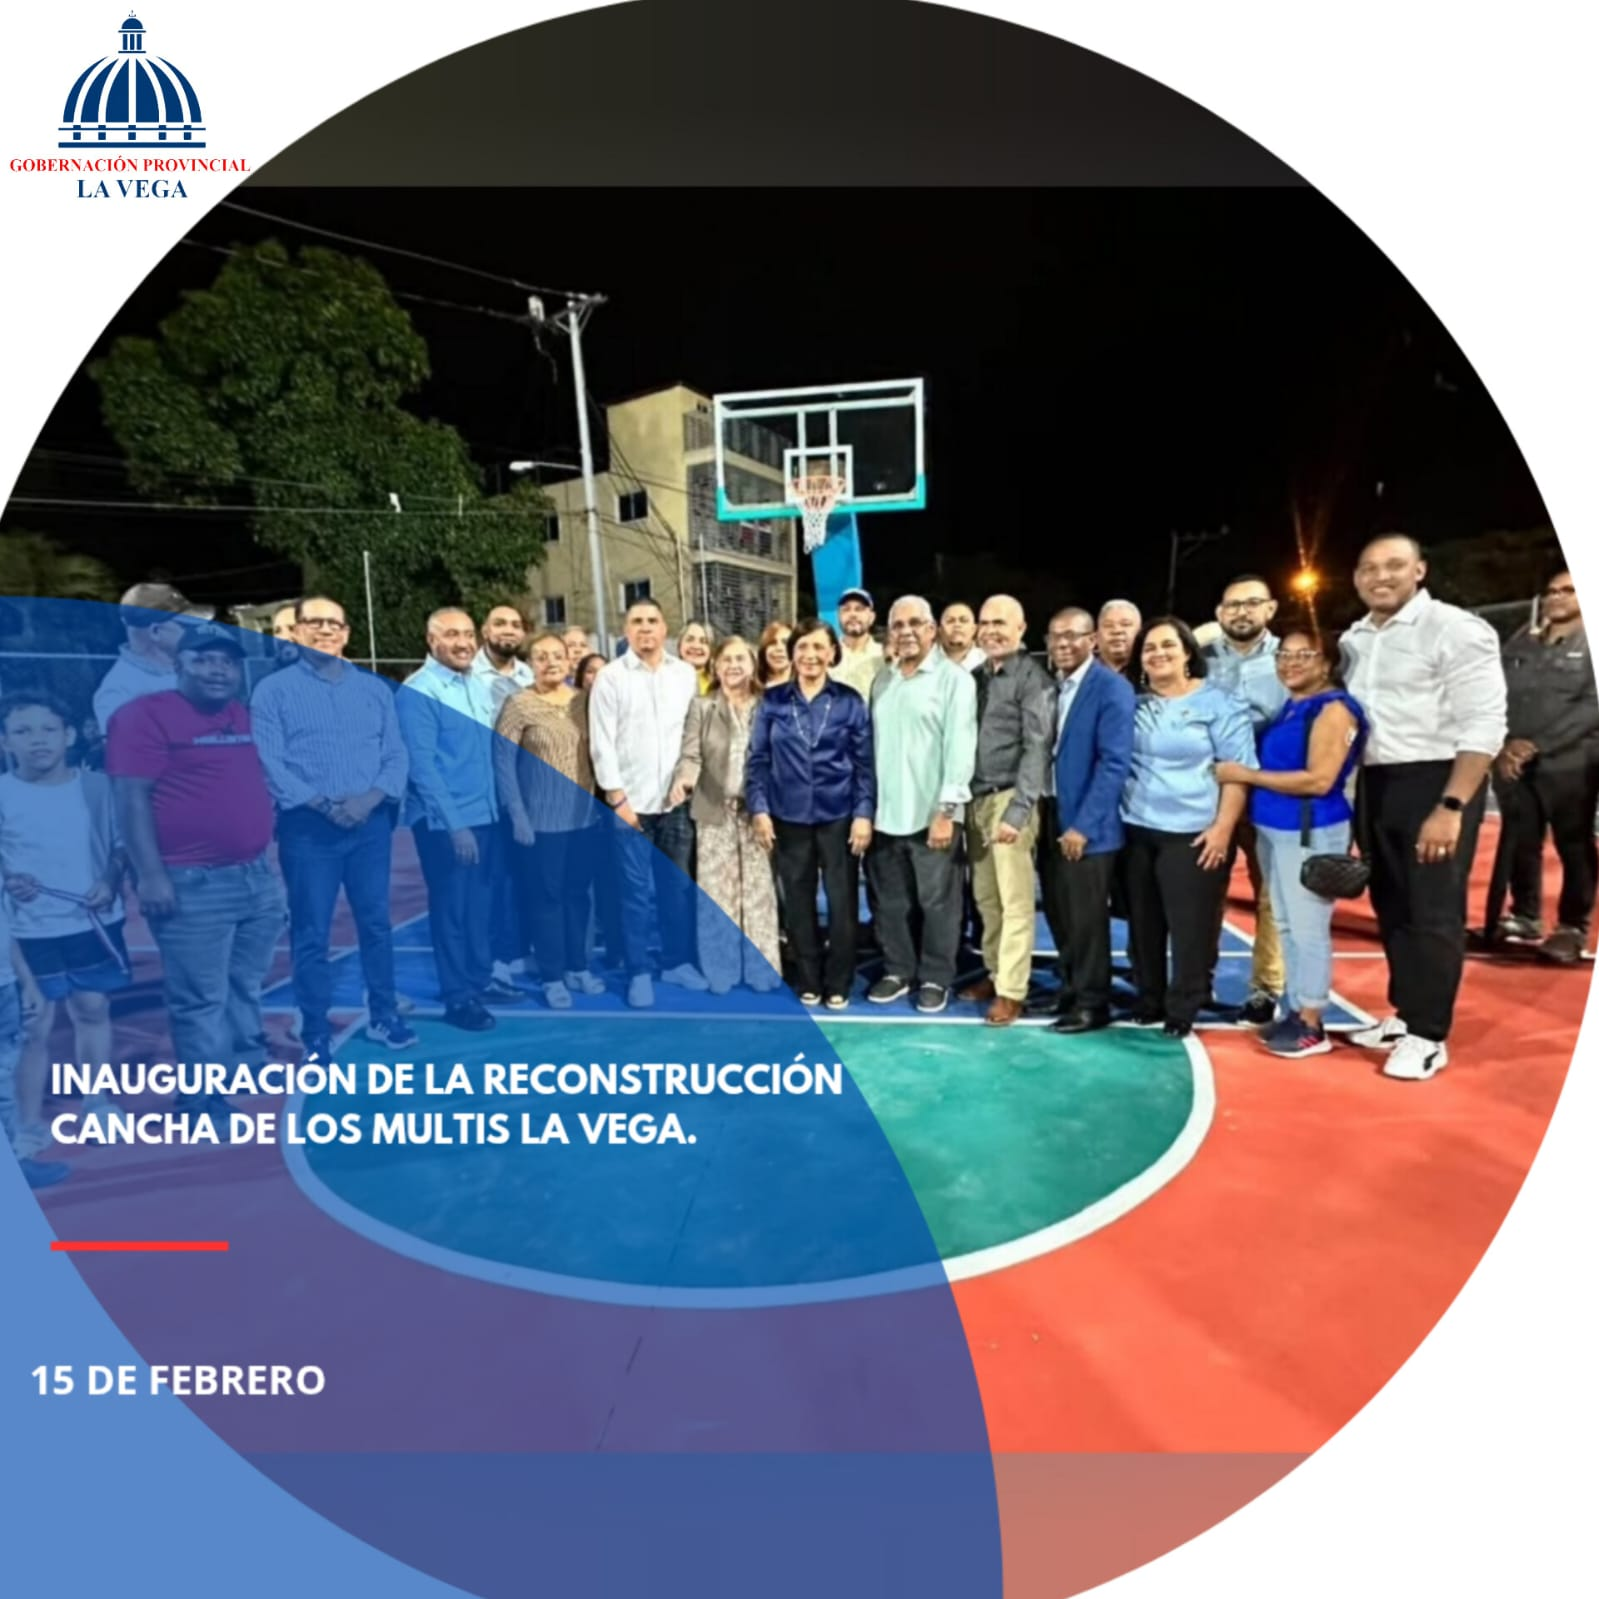 GOBERNACIÓN PROVINCIAL
LA VEGA
INAUGURACIÓN DE LA RECONSTRUCCIÓN
CANCHA DE LOS MULTIS LA VEGA.
15 DE FEBRERO